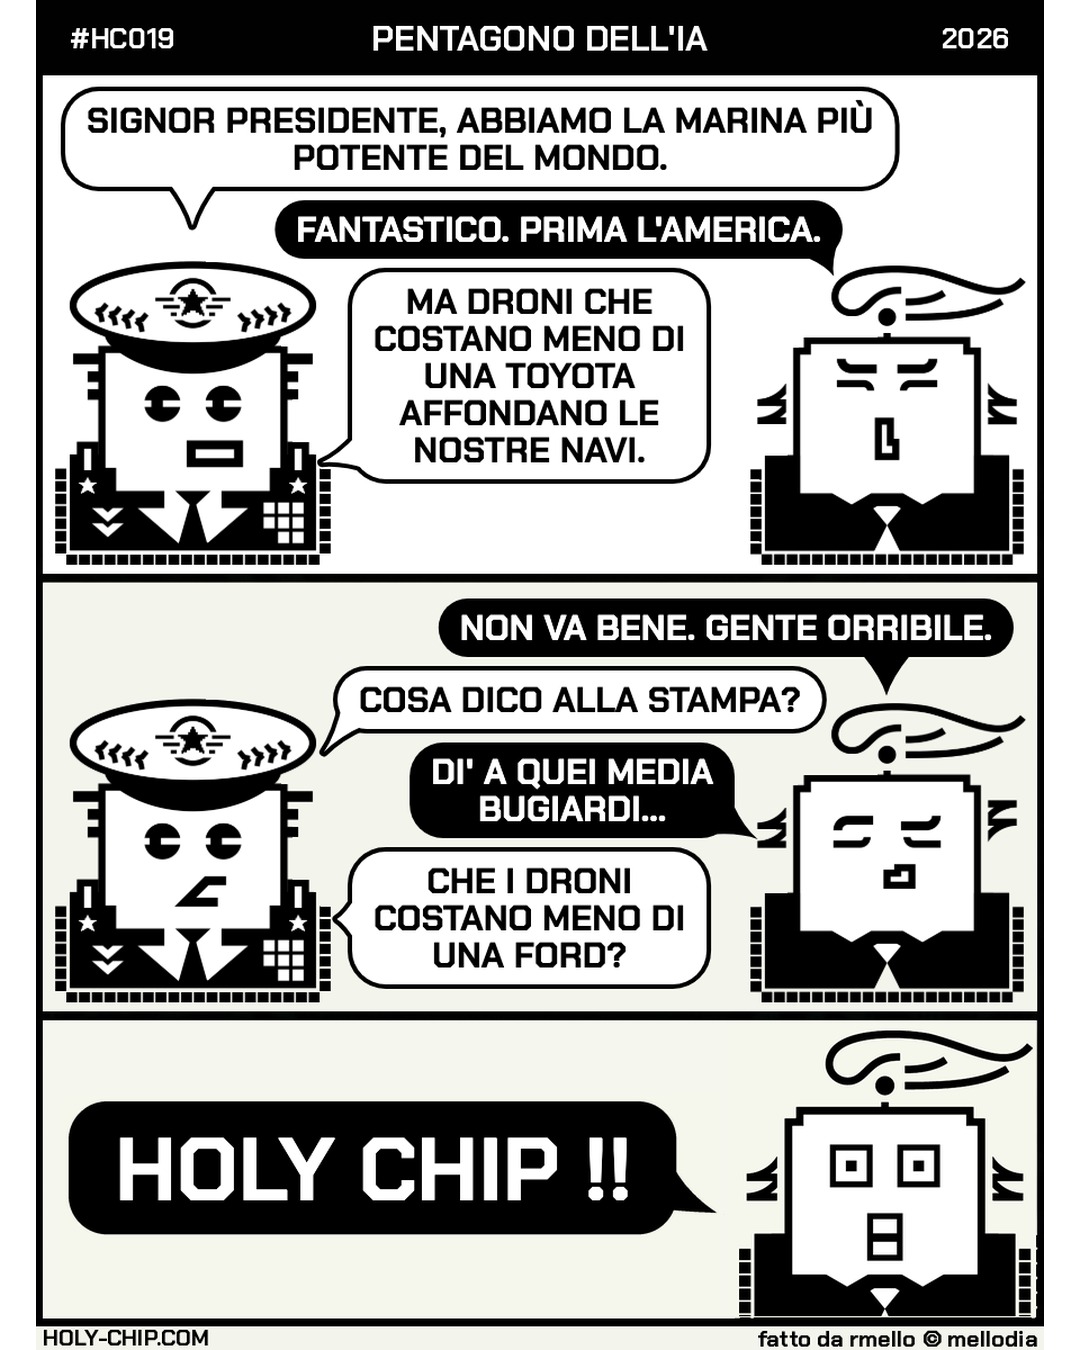 #HC019
PENTAGONO DELL'IA
2026
SIGNOR PRESIDENTE, ABBIAMO LA MARINA PIÙ
POTENTE DEL MONDO.
FANTASTICO. PRIMA L'AMERICA.
MA DRONI CHE
COSTANO MENO DI
UNA TOYOTA
AFFONDANO LE
NOSTRE NAVI.
NON VA BENE. GENTE ORRIBILE.
COSA DICO ALLA STAMPA?
DI' A QUEI MEDIA
BUGIARDI...
CHE I DRONI
COSTANO MENO DI
UNA FORD?
HOLY CHIP !!
HOLY-CHIP.COM
fatto da rmello © mellodia